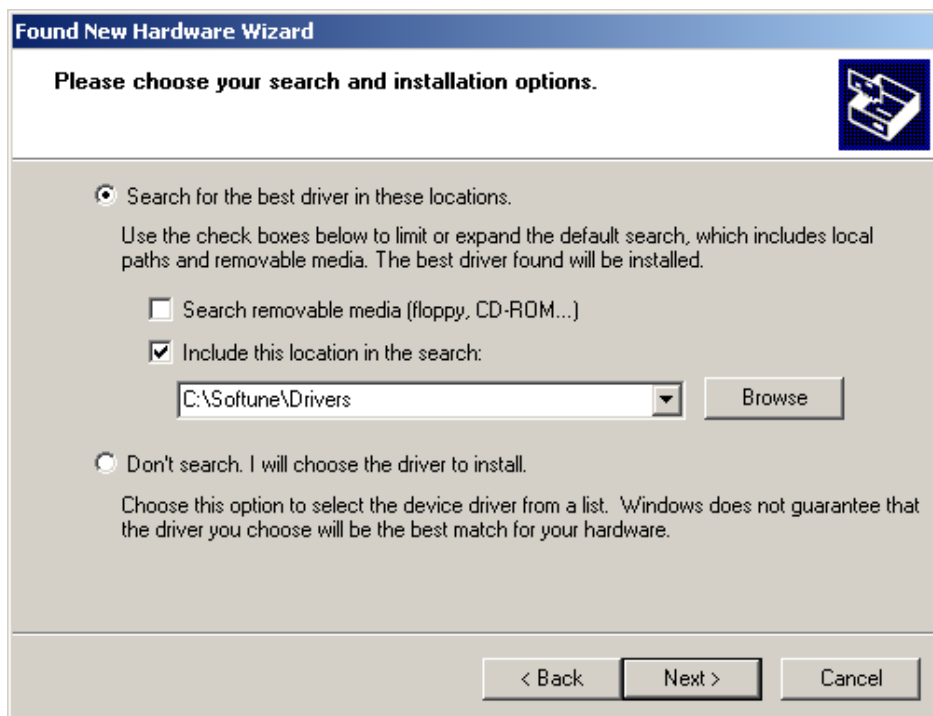 Found New Hardware Wizard
Please choose your search and installation options.
Search for the best driver in these locations.
Use the check boxes below to limit or expand the default search, which includes local
paths and removable media. The best driver found will be installed.
Search removable media (floppy, CD-ROM...)
Include this location in the search:
C:\Softune\Drivers
Browse
Don't search. I will choose the driver to install.
Choose this option to select the device driver from a list.  Windows does not guarantee that
the driver you choose will be the best match for your hardware.
< Back
Next >
Cancel